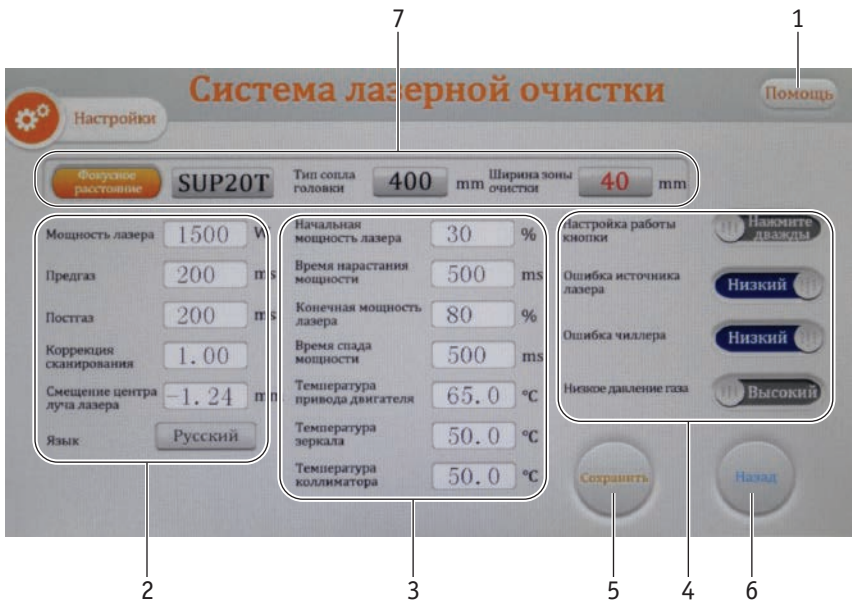 7
1
Система лазерной очистки
Настройки
Помощь
Фокусное
расстояние
SUP20T
Тип сопла
головки
400
mm
Ширина зоны
очистки
40
mm
Мощность лазера
1500
W
Предгаз
200
ms
Постгаз
200
ms
Коррекция
сканирования
1.00
Смещение центра
луча лазера
-1.24
mm
Язык
Русский
Начальная
мощность лазера
30
%
Время нарастания
мощности
500
ms
Конечная мощность
лазера
80
%
Время спада
мощности
500
ms
Температура
привода двигателя
65.0
°C
Температура
зеркала
50.0
°C
Температура
коллиматора
50.0
°C
Настройка работы
кнопки
Нажмите
дважды
Ошибка источника
лазера
Низкий
Ошибка чиллера
Низкий
Низкое давление газа
Высокий
Сохранить
Назад
2
3
5
4
6